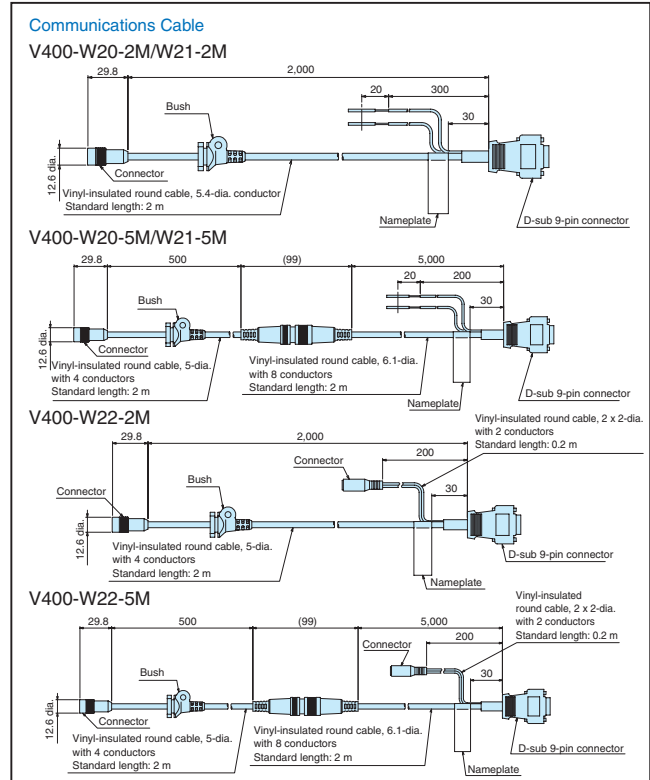 Communications Cable
V400-W20-2M/W21-2M
29.8
2,000
20
300
30
Bush
12.6 dia.
Connector
Vinyl-insulated round cable, 5.4-dia. conductor
Standard length: 2 m
Nameplate
D-sub 9-pin connector
V400-W20-5M/W21-5M
29.8
500
(99)
5,000
20
200
30
Bush
12.6 dia.
Connector
Vinyl-insulated round cable, 5-dia.
with 4 conductors
Standard length: 2 m
Vinyl-insulated round cable, 6.1-dia.
with 8 conductors
Standard length: 2 m
Nameplate
D-sub 9-pin connector
V400-W22-2M
Vinyl-insulated round cable, 2 x 2-dia.
with 2 conductors
Standard length: 0.2 m
29.8
2,000
200
30
Connector
Connector
Bush
12.6 dia.
Vinyl-insulated round cable, 5-dia.
with 4 conductors
Standard length: 2 m
Nameplate
D-sub 9-pin connector
V400-W22-5M
Vinyl-insulated
round cable, 2 x 2-dia.
with 2 conductors
Standard length: 0.2 m
29.8
500
(99)
5,000
200
30
Connector
Bush
12.6 dia.
Connector
Vinyl-insulated round cable, 5-dia.
with 4 conductors
Standard length: 2 m
Vinyl-insulated round cable, 6.1-dia.
with 8 conductors
Standard length: 2 m
Nameplate
D-sub 9-pin connector